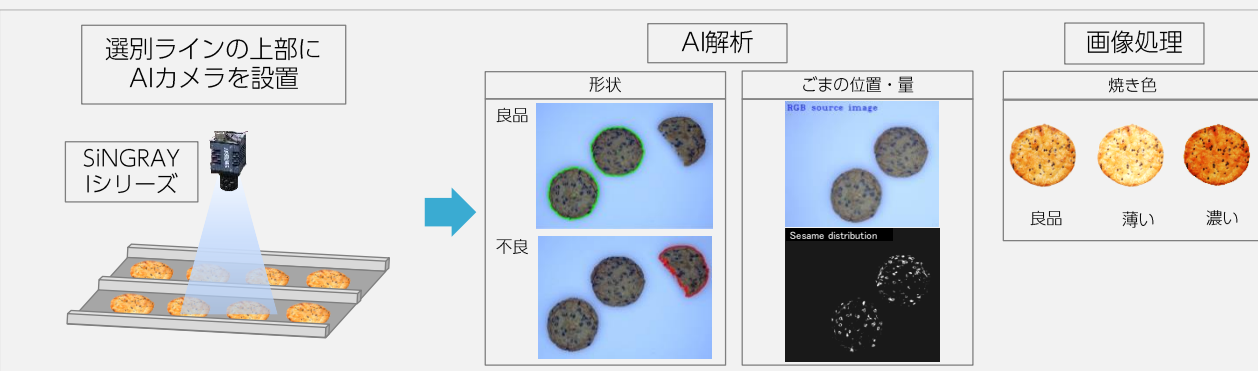 選別ラインの上部に
AIカメラを設置
SiNGRAY
Iシリーズ
AI解析
形状
良品
不良
ごまの位置・量
RGB source image
Sesame distribution
画像処理
焼き色
良品
薄い
濃い